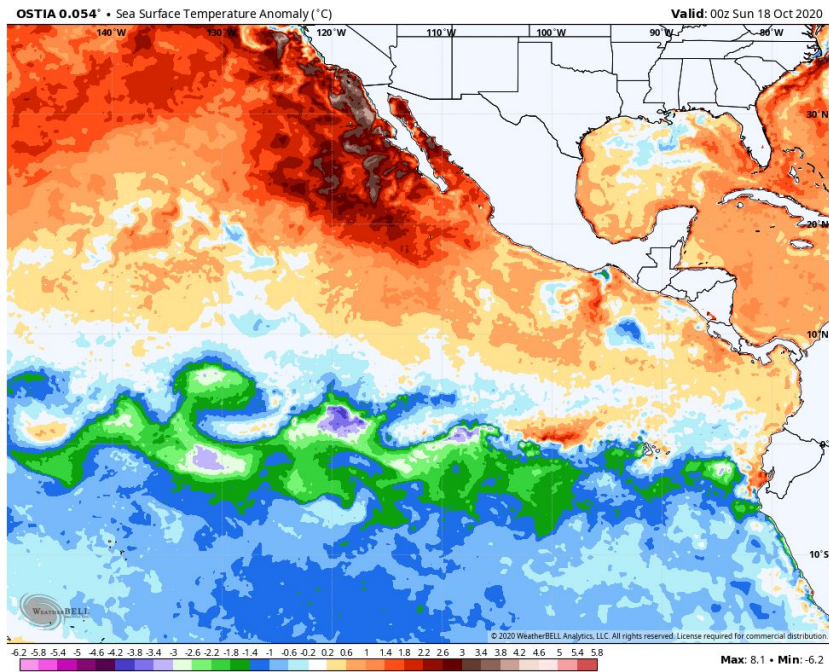 OSTIA 0.054° • Sea Surface Temperature Anomaly (°C)
Valid: 00z Sun 18 Oct 2020
140°W 130°W 120°W 110°W 100°W 90°W 80°W
30°N
20°N
10°N
0°
10°S
WEATHERBELL
© 2020 WeatherBELL Analytics, LLC. All rights reserved. License required for commercial distribution.
-6.2 -5.8 -5.4 -5 -4.6 -4.2 -3.8 -3.4 -3 -2.6 -2.2 -1.8 -1.4 -1 -0.6 -0.2 0.2 0.6 1 1.4 1.8 2.2 2.6 3 3.4 3.8 4.2 4.6 5 5.4 5.8
Max: 8.1 • Min: -6.2